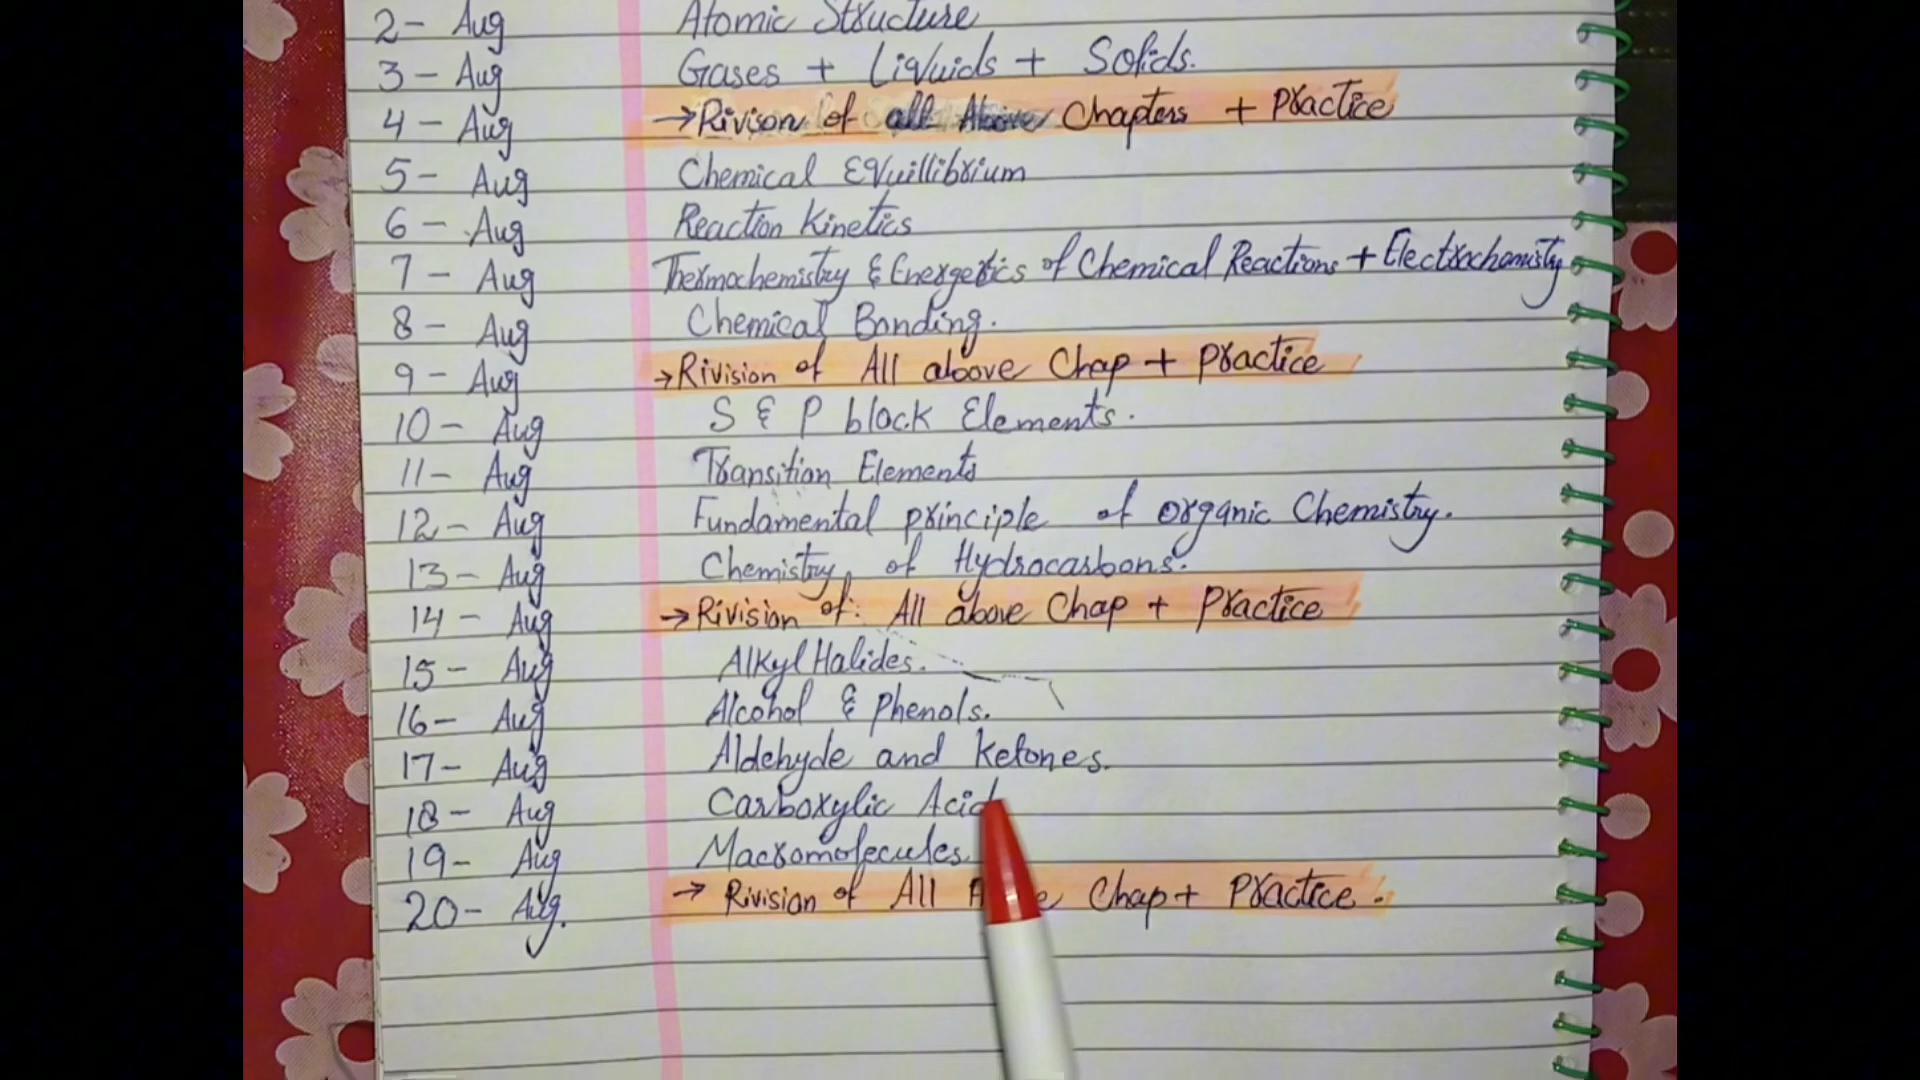 2- Aug Atomic Structure
3- Aug Gases + Liquids + Solids.
4- Aug →Rivison of all Above Chapters + Practice
5- Aug Chemical Equillibrium
6- Aug Reaction Kinetics
7- Aug Thermochemistry & Energetics of Chemical Reactions + Electrochemistry
8- Aug Chemical Bonding.
9- Aug →Rivision of All above Chap + Practice
10- Aug S & P block Elements.
11- Aug Transition Elements
12- Aug Fundamental principle of organic Chemistry.
13- Aug Chemistry of Hydrocarbons.
14- Aug →Rivision of: All above Chap + Practice
15- Aug Alkyl Halides.
16- Aug Alcohol & Phenols.
17- Aug Aldehyde and Ketones.
18- Aug Carboxylic Acid
19- Aug Macromolecules
20- Aug. → Rivision of All Chap + Practice.